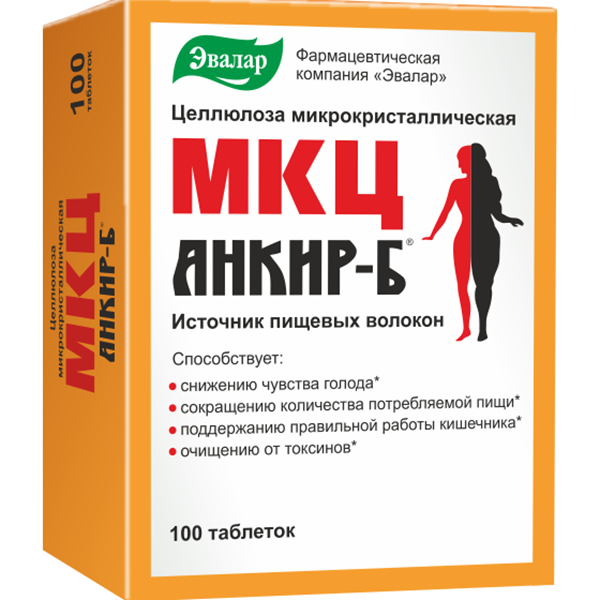 100
таблеток
Целлюлоза
микрокристаллическая
МКЦ
АНКИР-Б®
Эвалар
Фармацевтическая
компания «Эвалар»
Целлюлоза микрокристаллическая
МКЦ
АНКИР-Б®
Источник пищевых волокон
Способствует:
• снижению чувства голода*
• сокращению количества потребляемой пищи*
• поддержанию правильной работы кишечника*
• очищению от токсинов*
100 таблеток